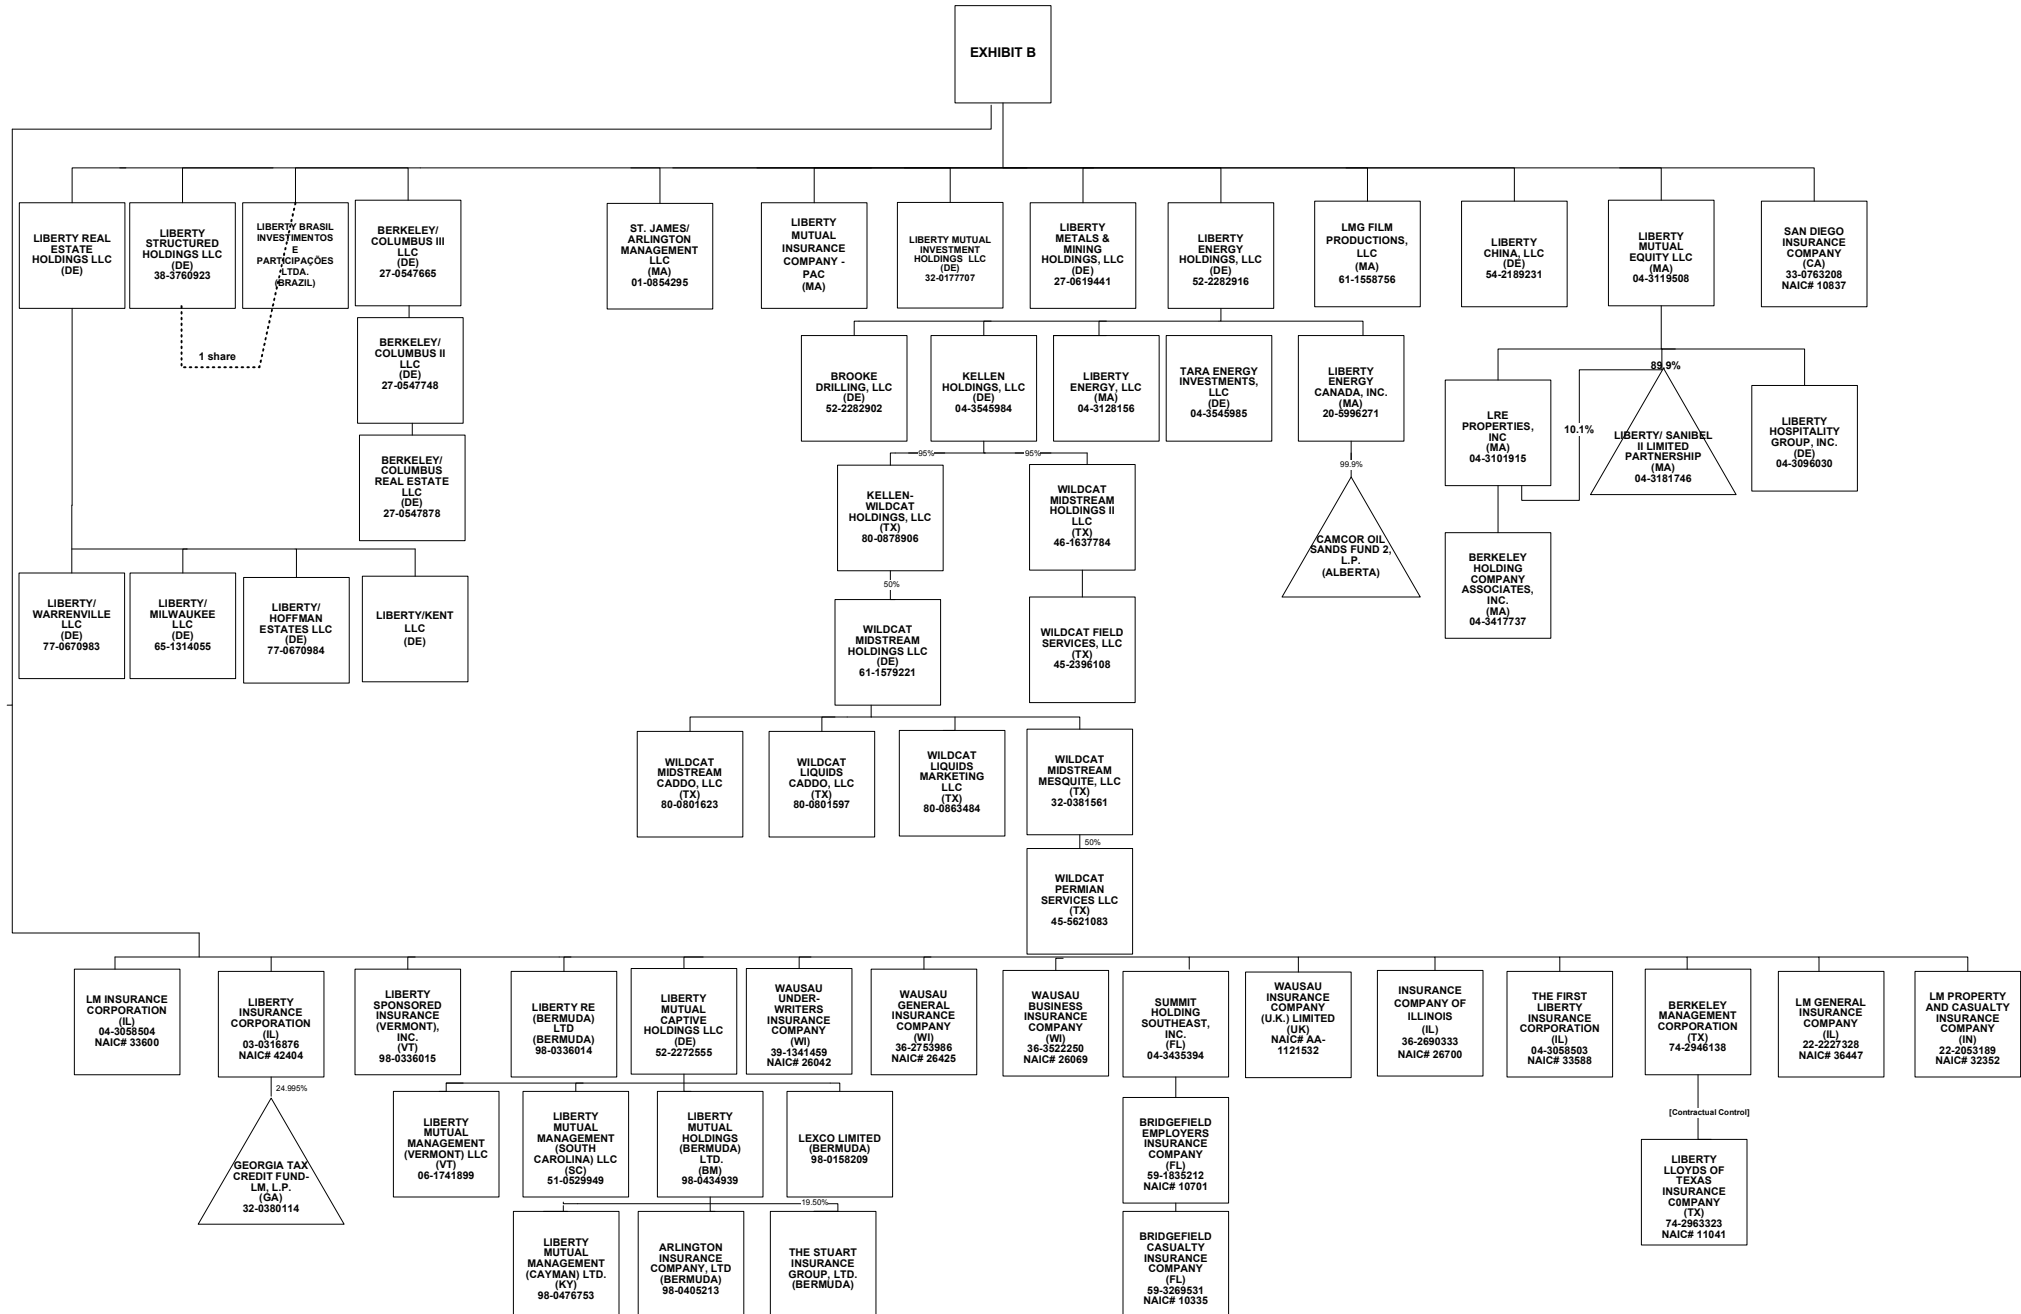 EXHIBIT B
LIBERTY REAL
ESTATE
HOLDINGS LLC
(DE)
LIBERTY
STRUCTURED
HOLDINGS LLC
(DE)
38-3760923
LIBERTY BRASIL
INVESTIMENTOS
E
PARTICIPAÇÕES
LTDA.
(BRAZIL)
BERKELEY/
COLUMBUS III
LLC
(DE)
27-0547665
ST. JAMES/
ARLINGTON
MANAGEMENT
LLC
(MA)
01-0854295
LIBERTY
MUTUAL
INSURANCE
COMPANY -
PAC
(MA)
LIBERTY MUTUAL
INVESTMENT
HOLDINGS LLC
(DE)
32-0177707
LIBERTY
METALS &
MINING
HOLDINGS, LLC
(DE)
27-0619441
LIBERTY
ENERGY
HOLDINGS, LLC
(DE)
52-2282916
LMG FILM
PRODUCTIONS,
LLC
(MA)
61-1558756
LIBERTY
CHINA, LLC
(DE)
54-2189231
LIBERTY
MUTUAL
EQUITY LLC
(MA)
04-3119508
SAN DIEGO
INSURANCE
COMPANY
(CA)
33-0763208
NAIC# 10837
1 share
BERKELEY/
COLUMBUS II
LLC
(DE)
27-0547748
BROOKE
DRILLING, LLC
(DE)
52-2282902
KELLEN
HOLDINGS, LLC
(DE)
04-3545984
LIBERTY
ENERGY, LLC
(MA)
04-3128156
TARA ENERGY
INVESTMENTS,
LLC
(DE)
04-3545985
LIBERTY
ENERGY
CANADA, INC.
(MA)
20-5996271
LRE
PROPERTIES,
INC
(MA)
04-3101915
10.1%
89.9%
LIBERTY/ SANIBEL
II LIMITED
PARTNERSHIP
(MA)
04-3181746
LIBERTY
HOSPITALITY
GROUP, INC.
(DE)
04-3096030
BERKELEY/
COLUMBUS
REAL ESTATE
LLC
(DE)
27-0547878
95%
95%
99.9%
KELLEN-
WILDCAT
HOLDINGS, LLC
(TX)
80-0878906
WILDCAT
MIDSTREAM
HOLDINGS II
LLC
(TX)
46-1637784
CAMCOR OIL
SANDS FUND 2,
L.P.
(ALBERTA)
BERKELEY
HOLDING
COMPANY
ASSOCIATES,
INC.
(MA)
04-3417737
LIBERTY/
WARRENVILLE
LLC
(DE)
77-0670983
LIBERTY/
MILWAUKEE
LLC
(DE)
65-1314055
LIBERTY/
HOFFMAN
ESTATES LLC
(DE)
77-0670984
LIBERTY/KENT
LLC
(DE)
50%
WILDCAT
MIDSTREAM
HOLDINGS LLC
(DE)
61-1579221
WILDCAT FIELD
SERVICES, LLC
(TX)
45-2396108
WILDCAT
MIDSTREAM
CADDO, LLC
(TX)
80-0801623
WILDCAT
LIQUIDS
CADDO, LLC
(TX)
80-0801597
WILDCAT
LIQUIDS
MARKETING
LLC
(TX)
80-0863484
WILDCAT
MIDSTREAM
MESQUITE, LLC
(TX)
32-0381561
50%
WILDCAT
PERMIAN
SERVICES LLC
(TX)
45-5621083
LM INSURANCE
CORPORATION
(IL)
04-3058504
NAIC# 33600
LIBERTY
INSURANCE
CORPORATION
(IL)
03-0316876
NAIC# 42404
LIBERTY
SPONSORED
INSURANCE
(VERMONT),
INC.
(VT)
98-0336015
LIBERTY RE
(BERMUDA)
LTD
(BERMUDA)
98-0336014
LIBERTY
MUTUAL
CAPTIVE
HOLDINGS LLC
(DE)
52-2272555
WAUSAU
UNDER-
WRITERS
INSURANCE
COMPANY
(WI)
39-1341459
NAIC# 26042
WAUSAU
GENERAL
INSURANCE
COMPANY
(WI)
36-2753986
NAIC# 26425
WAUSAU
BUSINESS
INSURANCE
COMPANY
(WI)
36-3522250
NAIC# 26069
SUMMIT
HOLDING
SOUTHEAST,
INC.
(FL)
04-3435394
WAUSAU
INSURANCE
COMPANY
(U.K.) LIMITED
(UK)
NAIC# AA-
1121532
INSURANCE
COMPANY OF
ILLINOIS
(IL)
36-2690333
NAIC# 26700
THE FIRST
LIBERTY
INSURANCE
CORPORATION
(IL)
04-3058503
NAIC# 33588
BERKELEY
MANAGEMENT
CORPORATION
(TX)
74-2946138
LM GENERAL
INSURANCE
COMPANY
(IL)
22-2227328
NAIC# 36447
LM PROPERTY
AND CASUALTY
INSURANCE
COMPANY
(IN)
22-2053189
NAIC# 32352
24.995%
GEORGIA TAX
CREDIT FUND-
LM, L.P.
(GA)
32-0380114
LIBERTY
MUTUAL
MANAGEMENT
(VERMONT) LLC
(VT)
06-1741899
LIBERTY
MUTUAL
MANAGEMENT
(SOUTH
CAROLINA) LLC
(SC)
51-0529949
LIBERTY
MUTUAL
HOLDINGS
(BERMUDA)
LTD.
(BM)
98-0434939
LEXCO LIMITED
(BERMUDA)
98-0158209
BRIDGEFIELD
EMPLOYERS
INSURANCE
COMPANY
(FL)
59-1835212
NAIC# 10701
[Contractual Control]
LIBERTY
LLOYDS OF
TEXAS
INSURANCE
C0MPANY
(TX)
74-2963323
NAIC# 11041
19.50%
LIBERTY
MUTUAL
MANAGEMENT
(CAYMAN) LTD.
(KY)
98-0476753
ARLINGTON
INSURANCE
COMPANY, LTD
(BERMUDA)
98-0405213
THE STUART
INSURANCE
GROUP, LTD.
(BERMUDA)
BRIDGEFIELD
CASUALTY
INSURANCE
COMPANY
(FL)
59-3269531
NAIC# 10335